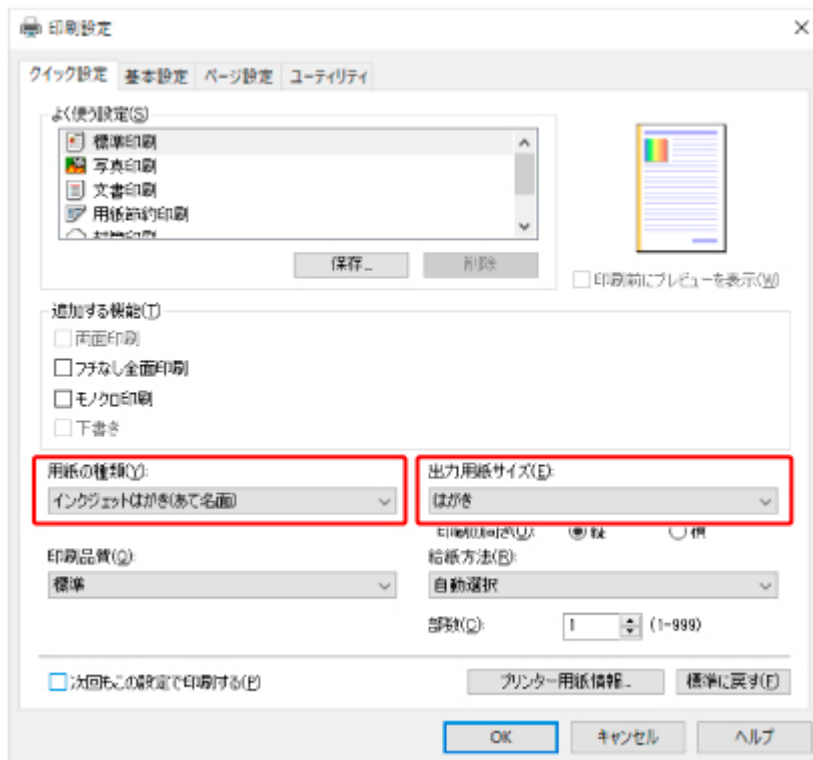 印刷設定
クイック設定 基本設定 ページ設定 ユーティリティ
よく使う設定(S)
標準印刷
写真印刷
文書印刷
用紙節約印刷
封筒印刷
保存... 削除
印刷前にプレビューを表示(W)
追加する機能(T)
両面印刷
フチなし全面印刷
モノクロ印刷
下書き
用紙の種類(Y): 出力用紙サイズ(E):
インクジェットはがき(あて名面) はがき
印刷の向き(U): 縦 横
印刷品質(Q): 給紙方法(R):
標準 自動選択
部数(C): 1 (1-999)
次回もこの設定で印刷する(P) プリンター用紙情報... 標準に戻す(F)
OK キャンセル ヘルプ